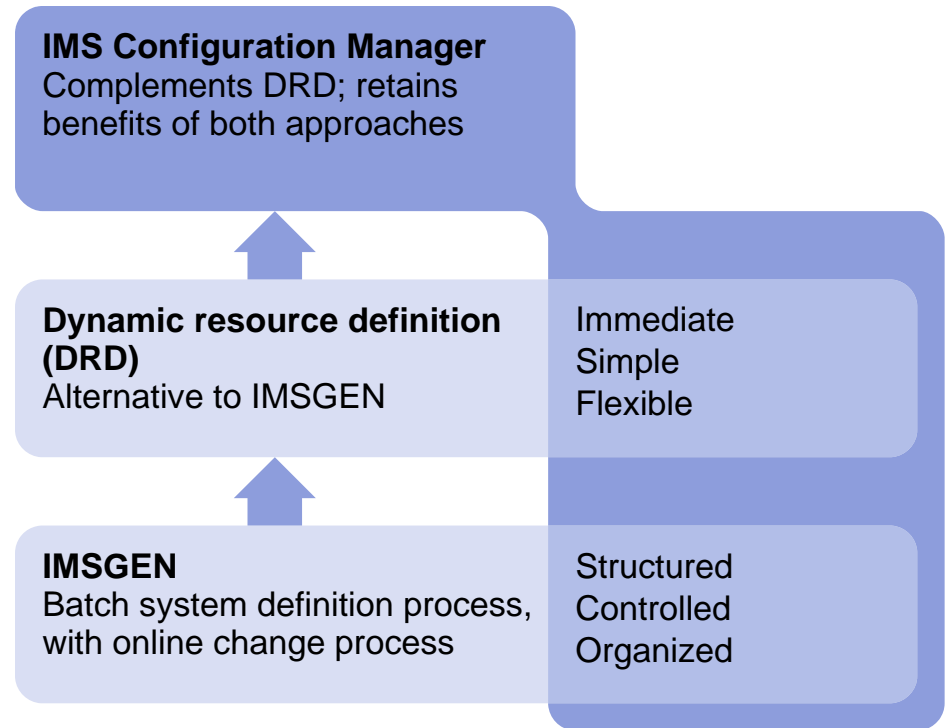 IMS Configuration Manager
Complements DRD; retains
benefits of both approaches
Dynamic resource definition
(DRD)
Alternative to IMSGEN
Immediate
Simple
Flexible
IMSGEN
Batch system definition process,
with online change process
Structured
Controlled
Organized